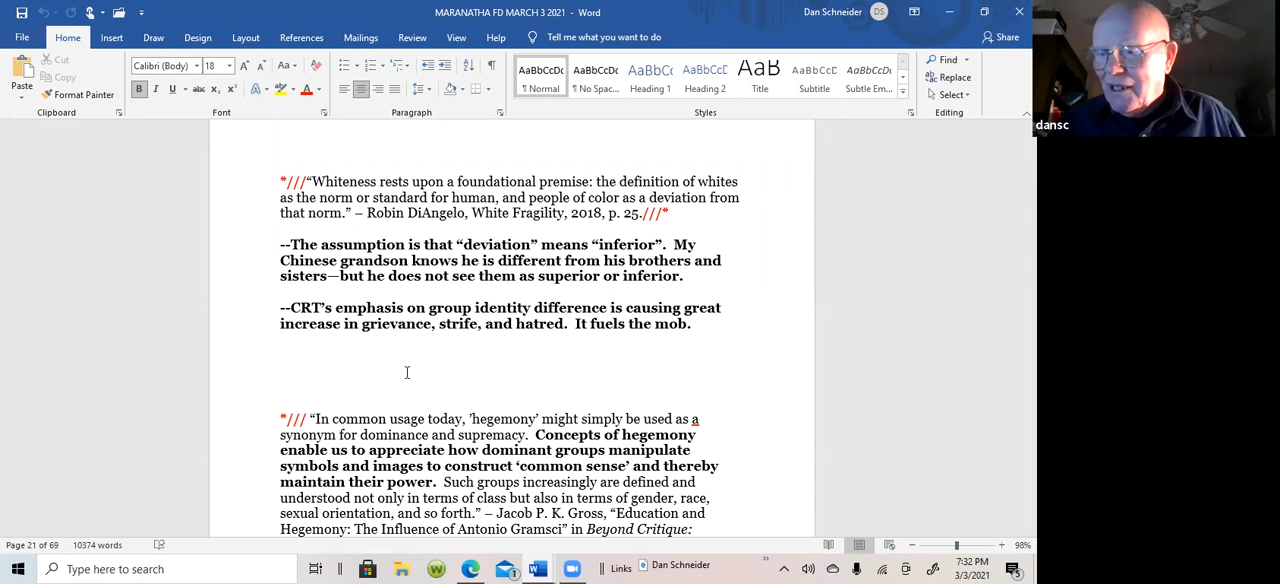 MARANATHA FD MARCH 3 2021 - Word
Dan Schneider
DS
File
Home
Insert
Draw
Design
Layout
References
Mailings
Review
View
Help
Tell me what you want to do
Share
Paste
Cut
Copy
Format Painter
Clipboard
Calibri (Body)
18
Font
Paragraph
AaBbCcDc
¶ Normal
AaBbCcDc
¶ No Spac...
AaBbCc
Heading 1
AaBbCcD
Heading 2
AaB
Title
AaBbCcD
Subtitle
AaBbCcDc
Subtle Em...
Styles
Find
Replace
Select
Editing
dansc
*///“Whiteness rests upon a foundational premise: the definition of whites
as the norm or standard for human, and people of color as a deviation from
that norm.” – Robin DiAngelo, White Fragility, 2018, p. 25.///*
--The assumption is that “deviation” means “inferior”. My
Chinese grandson knows he is different from his brothers and
sisters—but he does not see them as superior or inferior.
--CRT’s emphasis on group identity difference is causing great
increase in grievance, strife, and hatred. It fuels the mob.
*/// “In common usage today, ’hegemony’ might simply be used as a
synonym for dominance and supremacy. Concepts of hegemony
enable us to appreciate how dominant groups manipulate
symbols and images to construct ‘common sense’ and thereby
maintain their power. Such groups increasingly are defined and
understood not only in terms of class but also in terms of gender, race,
sexual orientation, and so forth.” – Jacob P. K. Gross, “Education and
Hegemony: The Influence of Antonio Gramsci” in Beyond Critique:
Page 21 of 69
10374 words
98%
Type here to search
Links
Dan Schneider
7:32 PM
3/3/2021